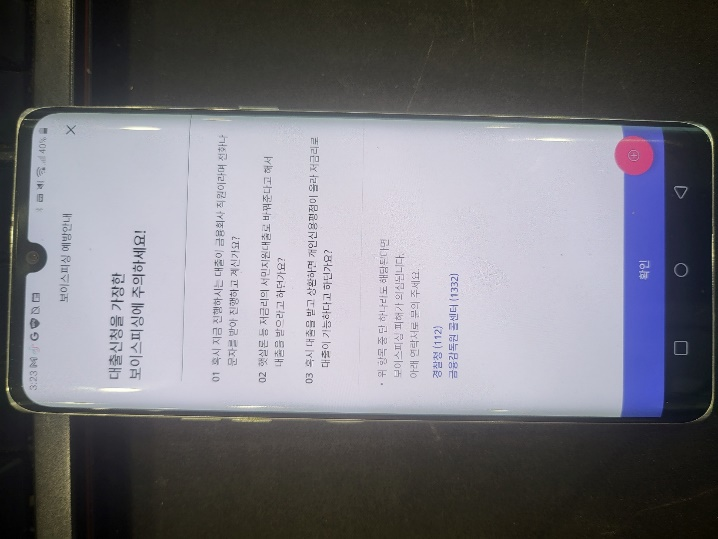 3:23
40%
보이스피싱 예방안내
대출신청을 가장한
보이스피싱에 주의하세요!
01 혹시 지금 진행하시는 대출이 금융회사 직원이라며 전화나
문자를 받아 진행하고 계신가요?
02 햇살론 등 저금리의 서민지원대출로 바꿔준다고 해서
대출을 받으라고 하던가요?
03 혹시 대출을 받고 상환하면 개인신용평점이 올라 저금리로
대출이 가능하다고 하던가요?
• 위 항목 중 단 하나라도 해당된다면
보이스피싱 피해가 의심됩니다.
아래 연락처로 문의 주세요.
경찰청 (112)
금융감독원 콜센터 (1332)
확인